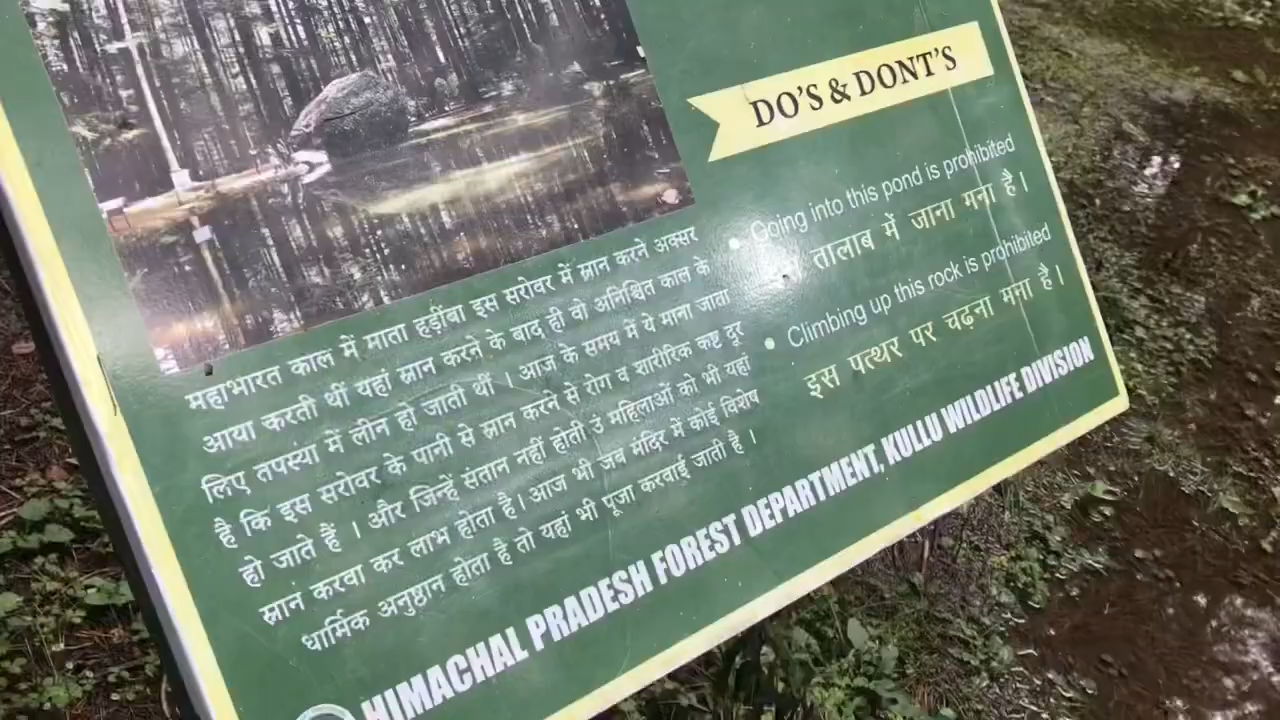 महाभारत काल में माता हड़ींबा इस सरोवर में स्नान करने अक्सर
आया करती थीं यहां स्नान करने के बाद ही वो अनिश्चित काल के
लिए तपस्या में लीन हो जाती थीं । आज के समय में ये माना जाता
है कि इस सरोवर के पानी से स्नान करने से रोग व शारीरिक कष्ट दूर
हो जाते हैं । और जिन्हें संतान नहीं होती उं महिलाओं को भी यहां
स्नान करवा कर लाभ होता है। आज भी जब मंदिर में कोई विशेष
धार्मिक अनुष्ठान होता है तो यहां भी पूजा करवाई जाती है ।
DO'S & DONT'S
• Going into this pond is prohibited
तालाब में जाना मना है।
• Climbing up this rock is prohibited
इस पत्थर पर चढ़ना मना है।
HIMACHAL PRADESH FOREST DEPARTMENT, KULLU WILDLIFE DIVISION